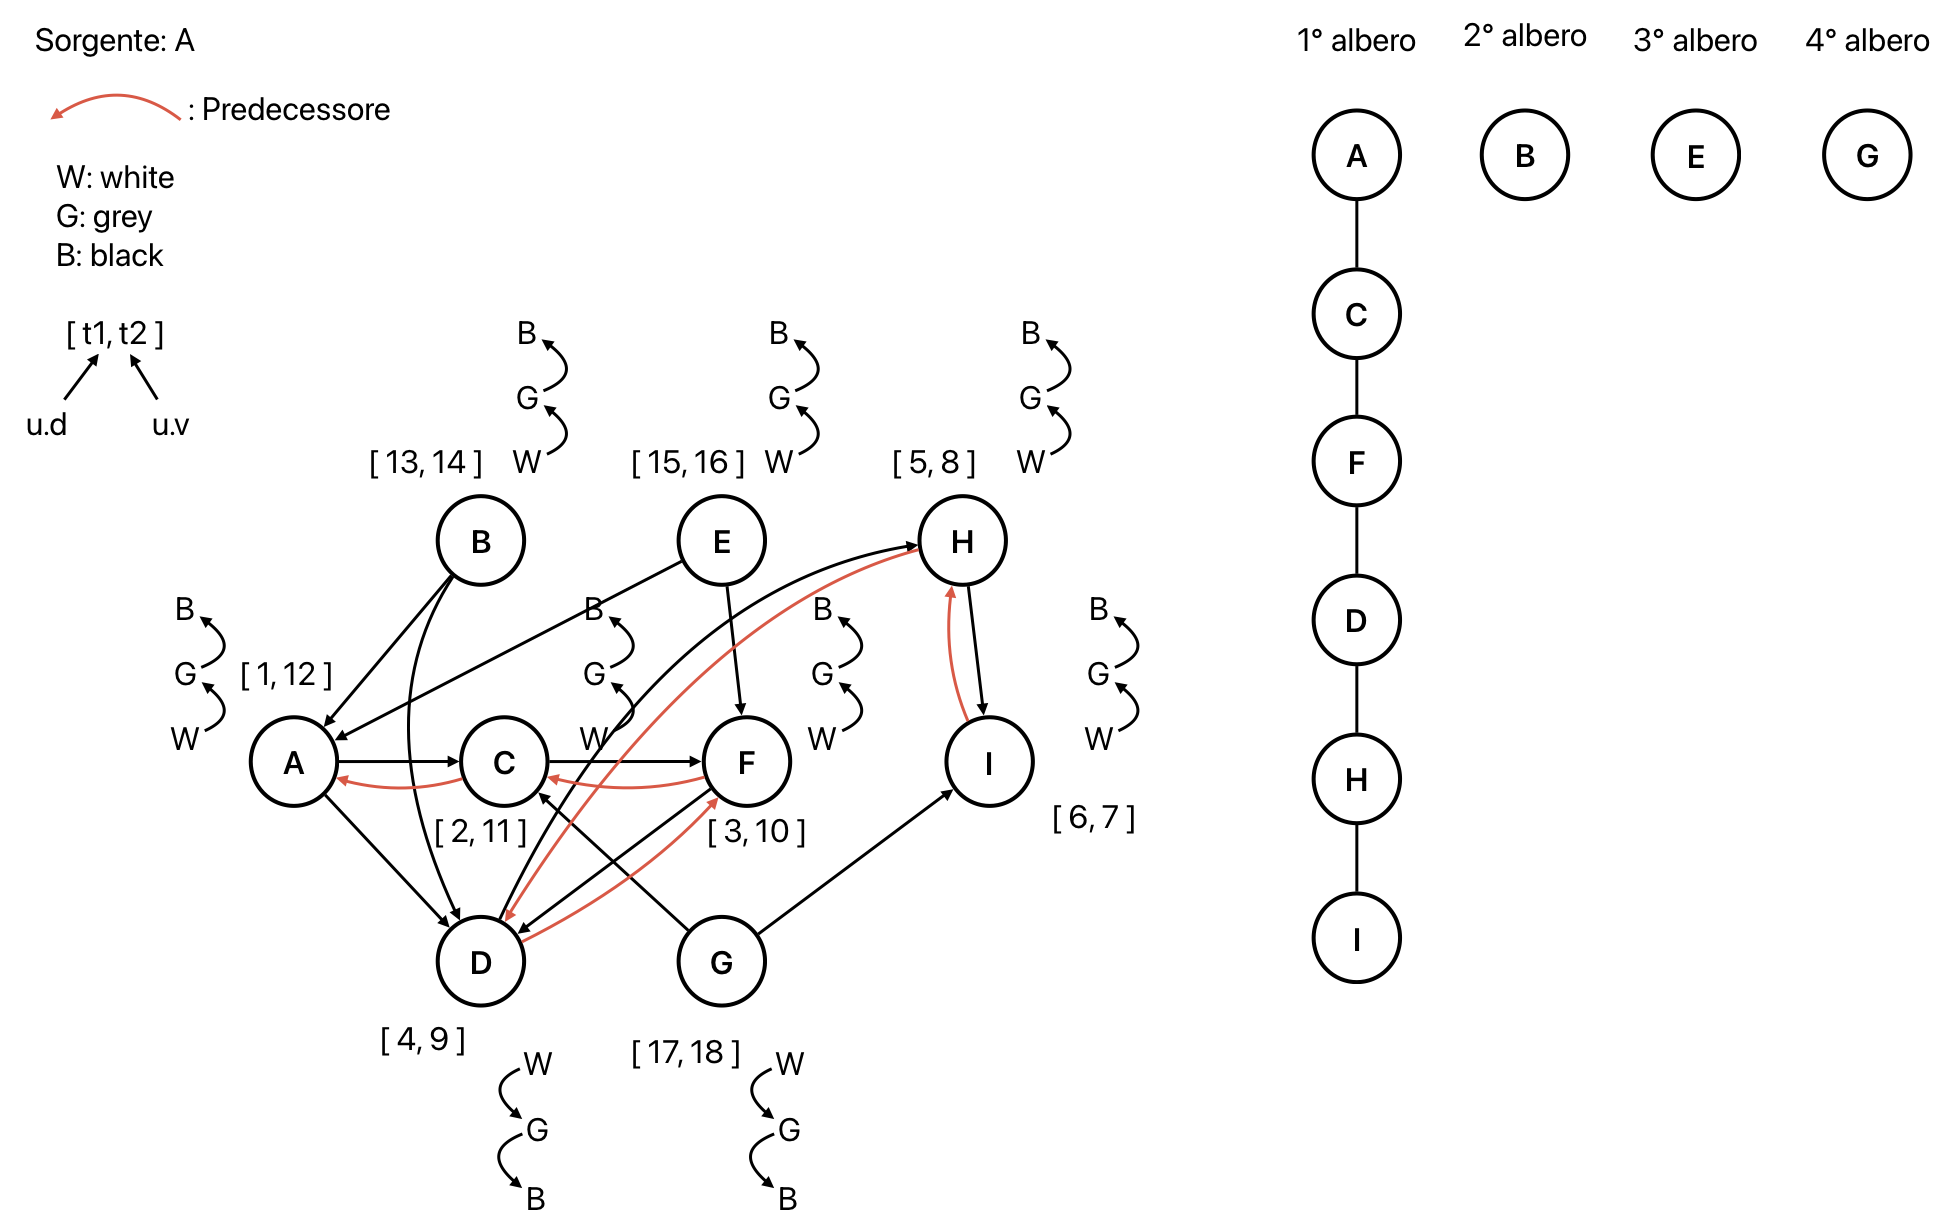 Sorgente: A
: Predecessore
W: white
G: grey
B: black
[ t1, t2 ]
u.d
u.v
1° albero
2° albero
3° albero
4° albero
A
B
E
G
C
F
D
H
I
B
G
W
[ 13, 14 ]
B
G
W
[ 15, 16 ]
B
G
W
[ 5, 8 ]
B
E
H
B
G
W
[ 1, 12 ]
B
G
W
B
G
W
B
G
W
A
C
F
I
[ 2, 11 ]
[ 3, 10 ]
[ 6, 7 ]
D
G
[ 4, 9 ]
[ 17, 18 ]
W
G
B
W
G
B